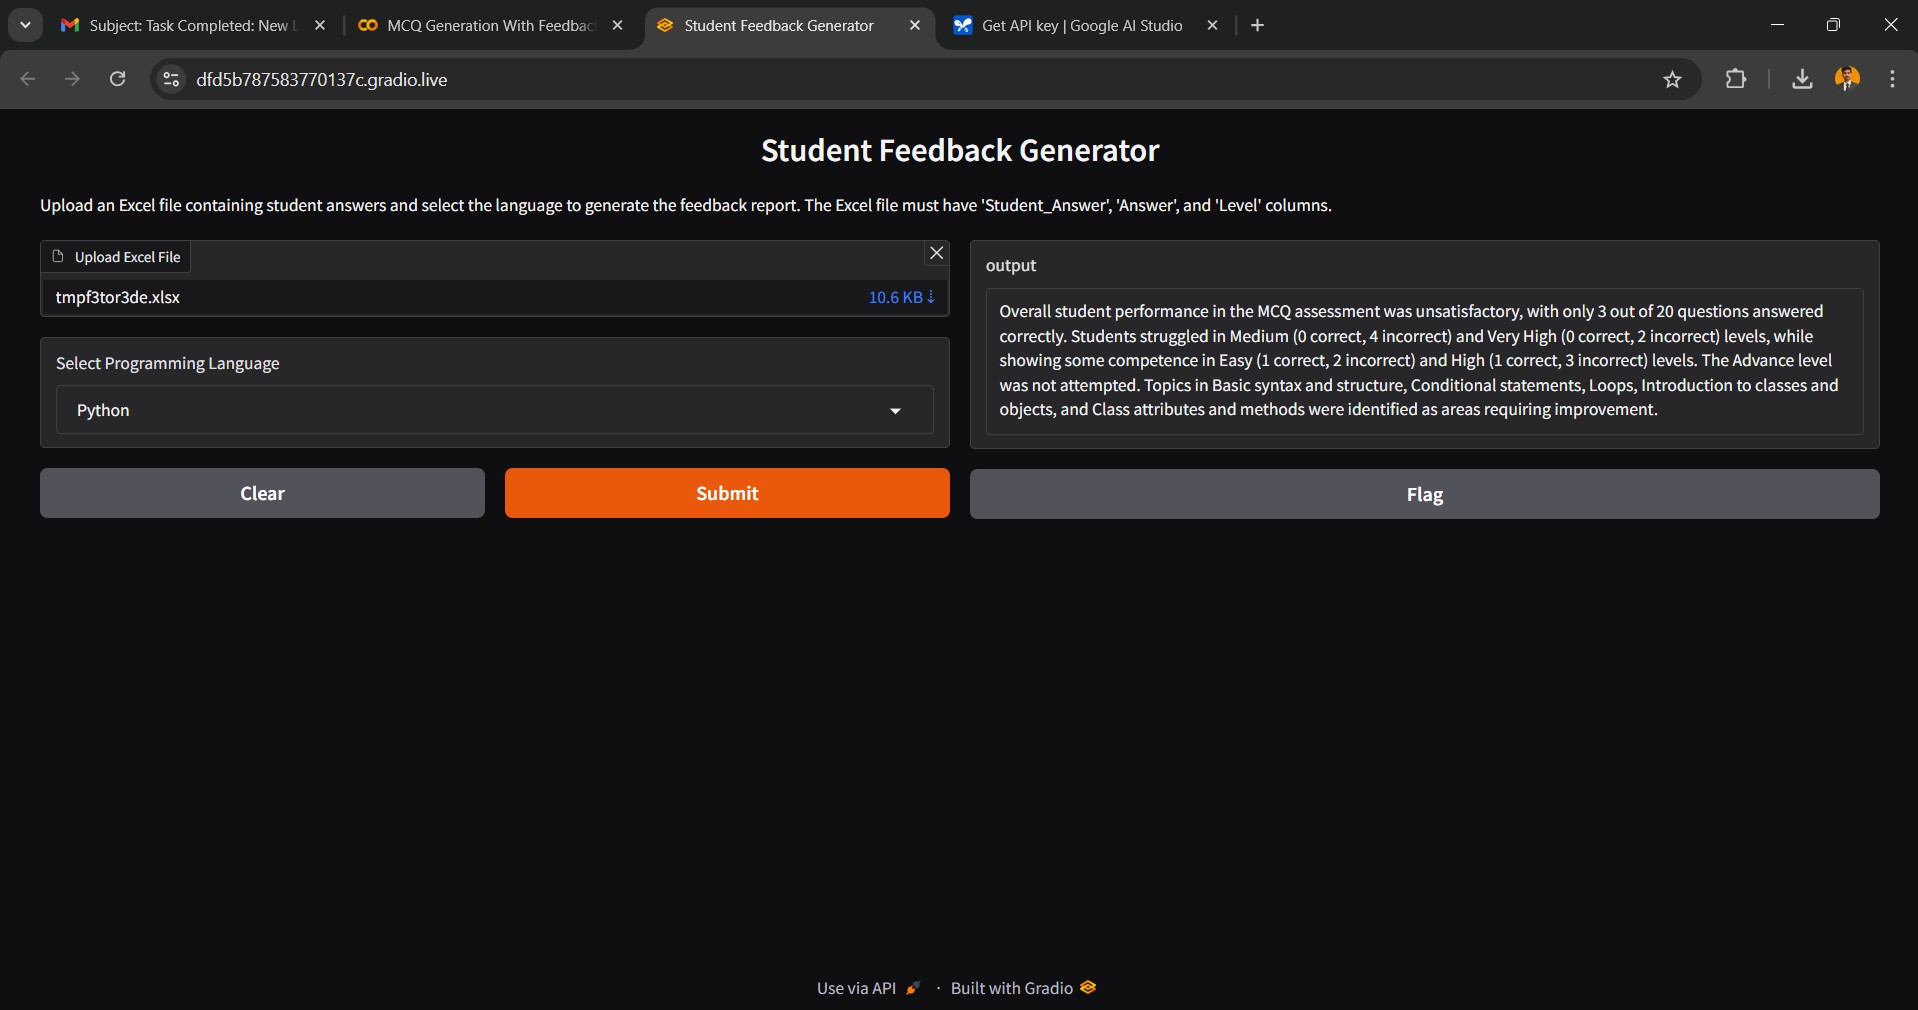 Subject: Task Completed: New L
MCQ Generation With Feedbac
Student Feedback Generator
Get API key | Google AI Studio
dfd5b787583770137c.gradio.live
Student Feedback Generator
Upload an Excel file containing student answers and select the language to generate the feedback report. The Excel file must have 'Student_Answer', 'Answer', and 'Level' columns.
Upload Excel File
tmpf3tor3de.xlsx
10.6 KB ⇣
Select Programming Language
Python
Clear
Submit
output
Overall student performance in the MCQ assessment was unsatisfactory, with only 3 out of 20 questions answered
correctly. Students struggled in Medium (0 correct, 4 incorrect) and Very High (0 correct, 2 incorrect) levels, while
showing some competence in Easy (1 correct, 2 incorrect) and High (1 correct, 3 incorrect) levels. The Advance level
was not attempted. Topics in Basic syntax and structure, Conditional statements, Loops, Introduction to classes and
objects, and Class attributes and methods were identified as areas requiring improvement.
Flag
Use via API · Built with Gradio